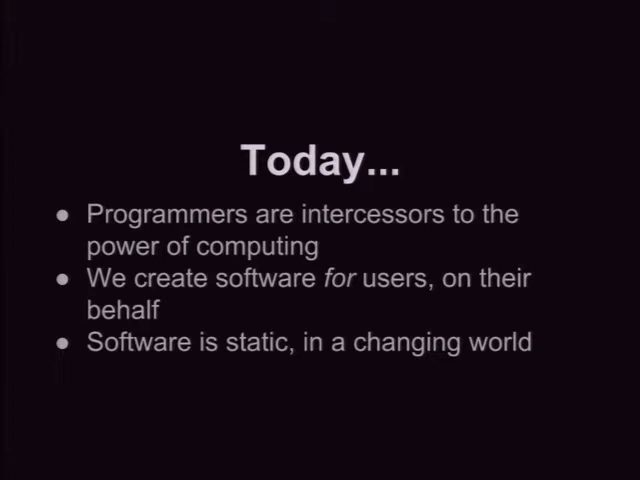 Today...
● Programmers are intercessors to the
power of computing
● We create software for users, on their
behalf
● Software is static, in a changing world